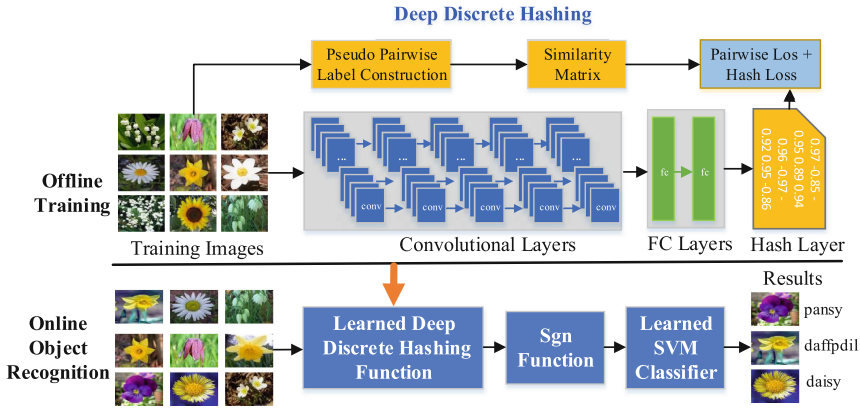 Deep Discrete Hashing
Pseudo Pairwise
Label Construction
Similarity
Matrix
Pairwise Los +
Hash Loss
Offline
Training
...
...
...
...
...
conv
conv
conv
conv
conv
fc
fc
0.97 -0.85 -
0.95 0.89 0.94
0.96 -0.97 -
0.92 0.95 -0.86
Training Images
Convolutional Layers
FC Layers
Hash Layer
Results
Online
Object
Recognition
Learned Deep
Discrete Hashing
Function
Sgn
Function
Learned
SVM
Classifier
pansy
daffpdil
daisy